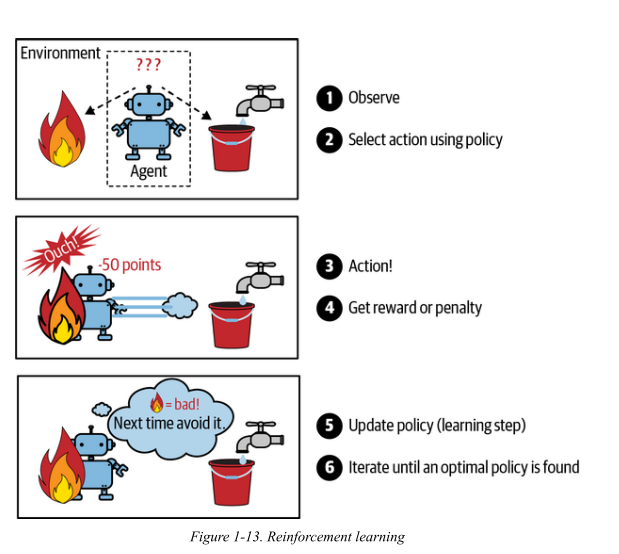 Environment
???
Agent
1 Observe
2 Select action using policy
Ouch!
-50 points
3 Action!
4 Get reward or penalty
= bad!
Next time avoid it.
5 Update policy (learning step)
6 Iterate until an optimal policy is found
Figure 1-13. Reinforcement learning